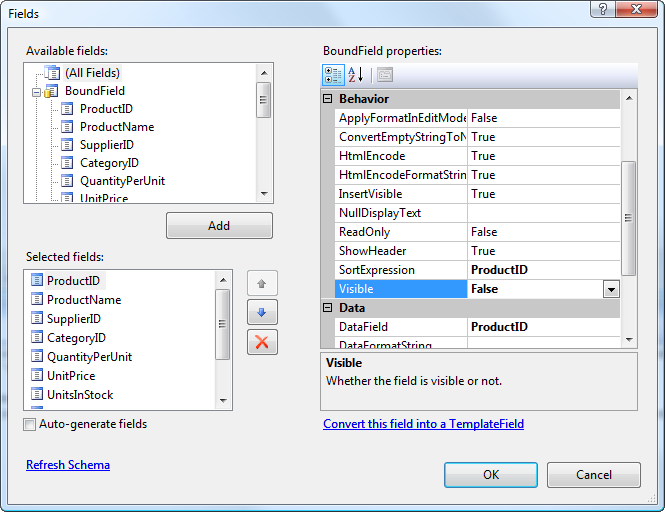 Fields
Available fields:
(All Fields)
BoundField
ProductID
ProductName
SupplierID
CategoryID
QuantityPerUnit
UnitPrice
Add
Selected fields:
ProductID
ProductName
SupplierID
CategoryID
QuantityPerUnit
UnitPrice
UnitsInStock
Auto-generate fields
Refresh Schema
BoundField properties:
Behavior
ApplyFormatInEditMode False
ConvertEmptyStringToN True
HtmlEncode True
HtmlEncodeFormatStrin True
InsertVisible True
NullDisplayText
ReadOnly False
ShowHeader True
SortExpression ProductID
Visible False
Data
DataField ProductID
DataFormatString
Visible
Whether the field is visible or not.
Convert this field into a TemplateField
OK
Cancel